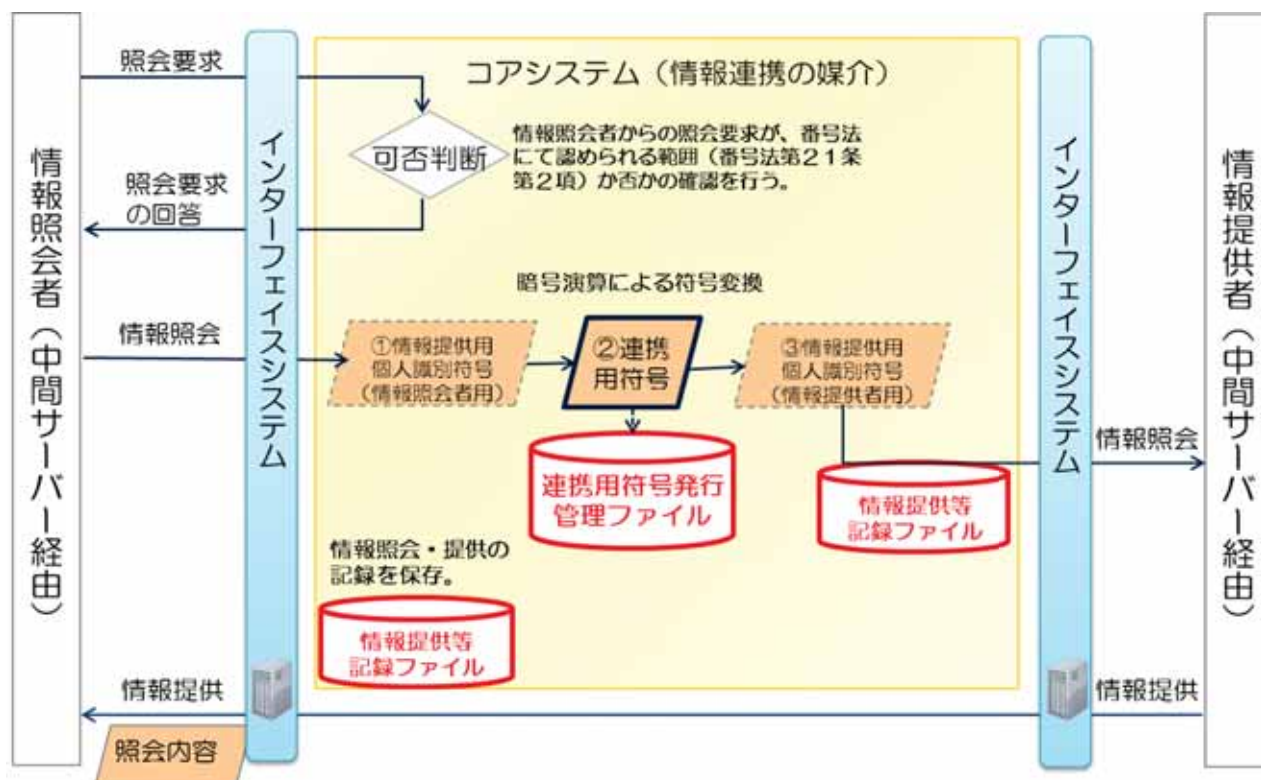 照会要求
コアシステム（情報連携の媒介）
可否判断
情報照会者からの照会要求が、番号法
にて認められる範囲（番号法第２１条
第２項）か否かの確認を行う。
情報照会者（中間サーバー経由）
インターフェイスシステム
照会要求
の回答
暗号演算による符号変換
情報照会
①情報提供用
個人識別符号
（情報照会者用）
②連携
用符号
③情報提供用
個人識別符号
（情報提供者用）
インターフェイスシステム
情報提供者（中間サーバー経由）
情報照会
連携用符号発行
管理ファイル
情報提供等
記録ファイル
情報照会・提供の
記録を保存。
情報提供等
記録ファイル
情報提供
情報提供
照会内容